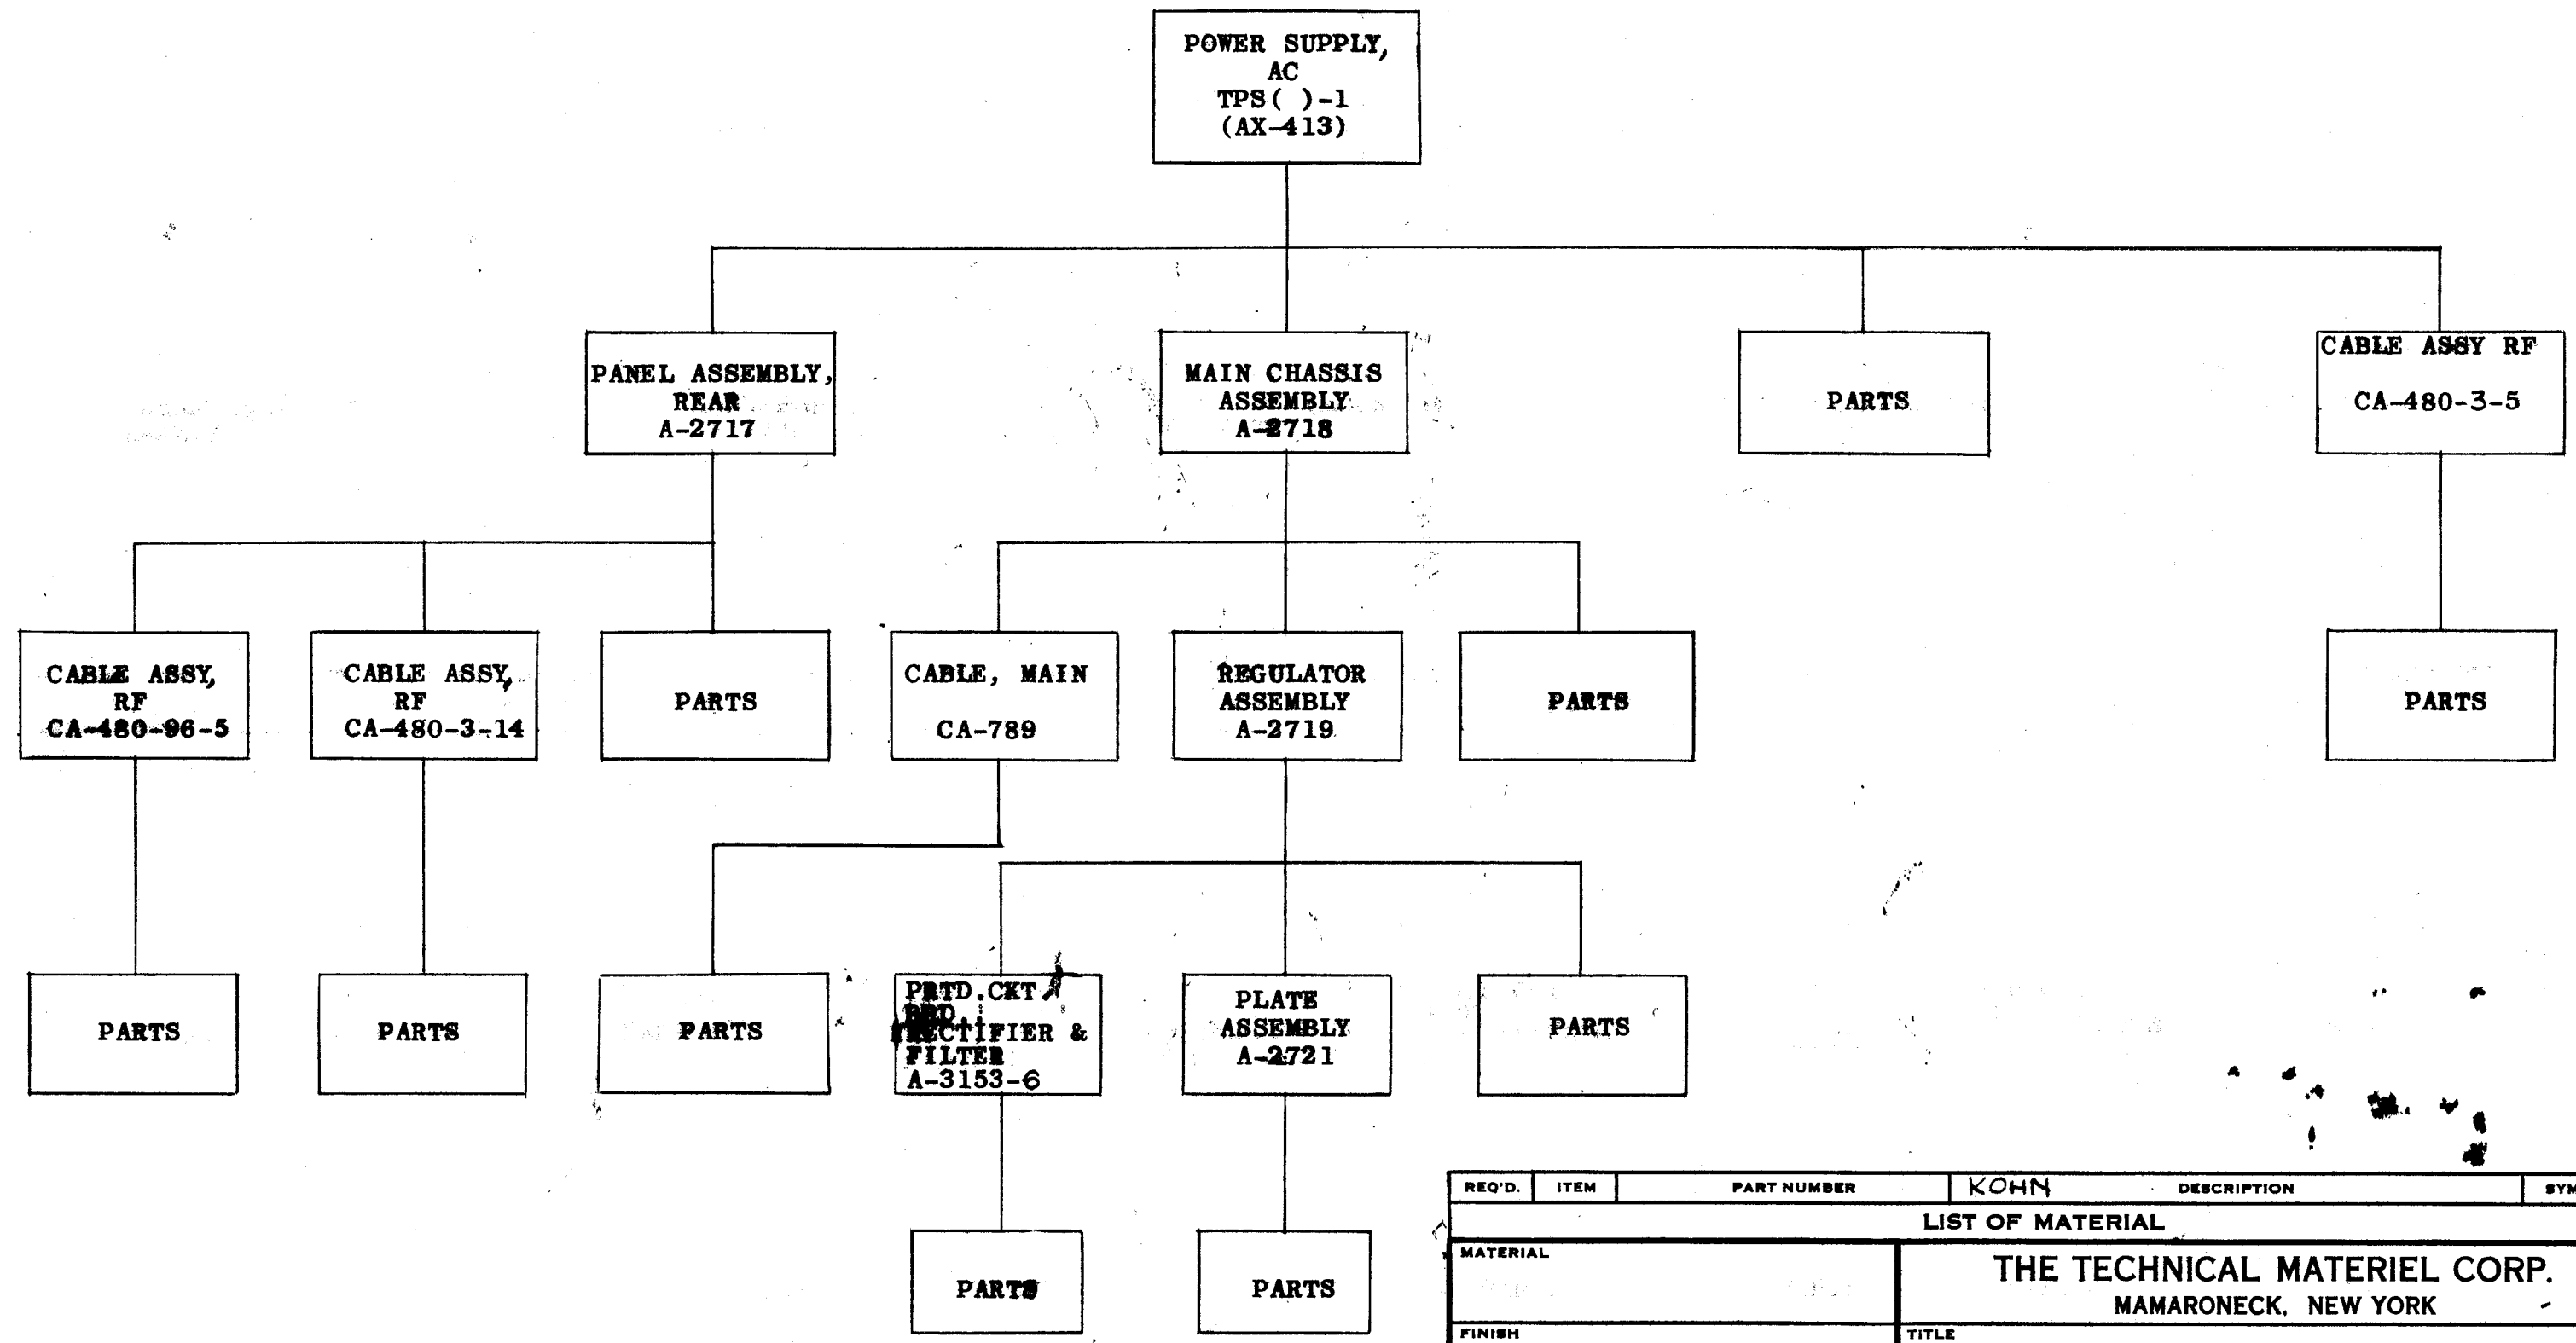 POWER SUPPLY,
AC
TPS( )-1
(AX-413)
PANEL ASSEMBLY,
REAR
A-2717
MAIN CHASSIS
ASSEMBLY
A-2718
PARTS
CABLE ASSY RF
CA-480-3-5
CABLE ASSY,
RF
CA-480-96-5
CABLE ASSY,
RF
CA-480-3-14
PARTS
CABLE, MAIN
CA-789
REGULATOR
ASSEMBLY
A-2719
PARTS
PARTS
PARTS
PARTS
PARTS
PRTD.CKT
BRD.
RECTIFIER &
FILTER
A-3153-6
PLATE
ASSEMBLY
A-2721
PARTS
PARTS
PARTS
REQ'D. ITEM PART NUMBER KOHN DESCRIPTION SYM
LIST OF MATERIAL
MATERIAL
THE TECHNICAL MATERIEL CORP.
MAMARONECK, NEW YORK
FINISH
TITLE